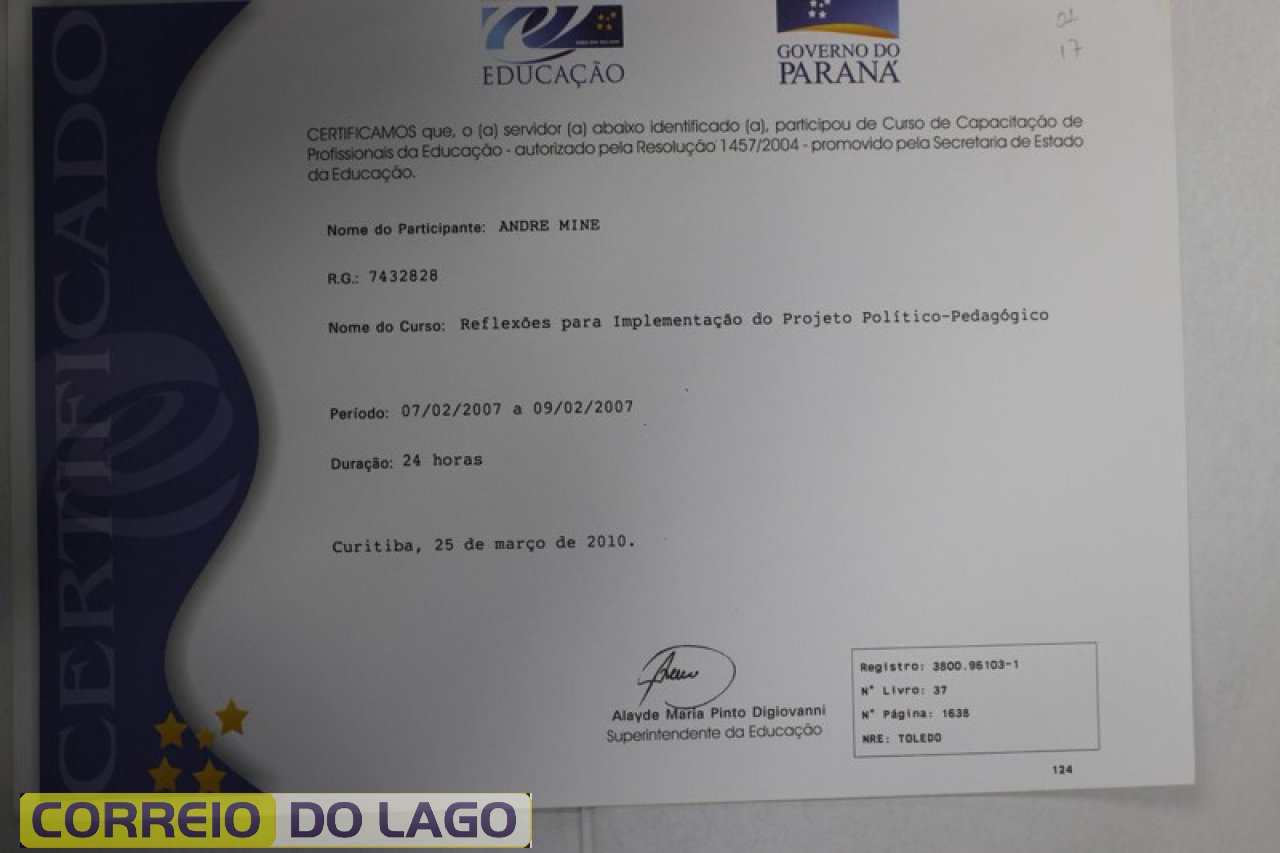 CERTIFICADO
EDUCAÇÃO
GOVERNO DO
PARANÁ
01
17
CERTIFICAMOS que, o (a) servidor (a) abaixo identificado (a), participou de Curso de Capacitação de
Profissionais da Educação - autorizado pela Resolução 1457/2004 - promovido pela Secretaria de Estado
da Educação.
Nome do Participante: ANDRE MINE
R.G.: 7432828
Nome do Curso: Reflexões para Implementação do Projeto Político-Pedagógico
Período: 07/02/2007 a 09/02/2007
Duração: 24 horas
Curitiba, 25 de março de 2010.
Alayde Maria Pinto Digiovanni
Superintendente da Educação
Registro: 3800.96103-1
N° Livro: 37
N° Página: 1638
NRE: TOLEDO
124
CORREIO DO LAGO